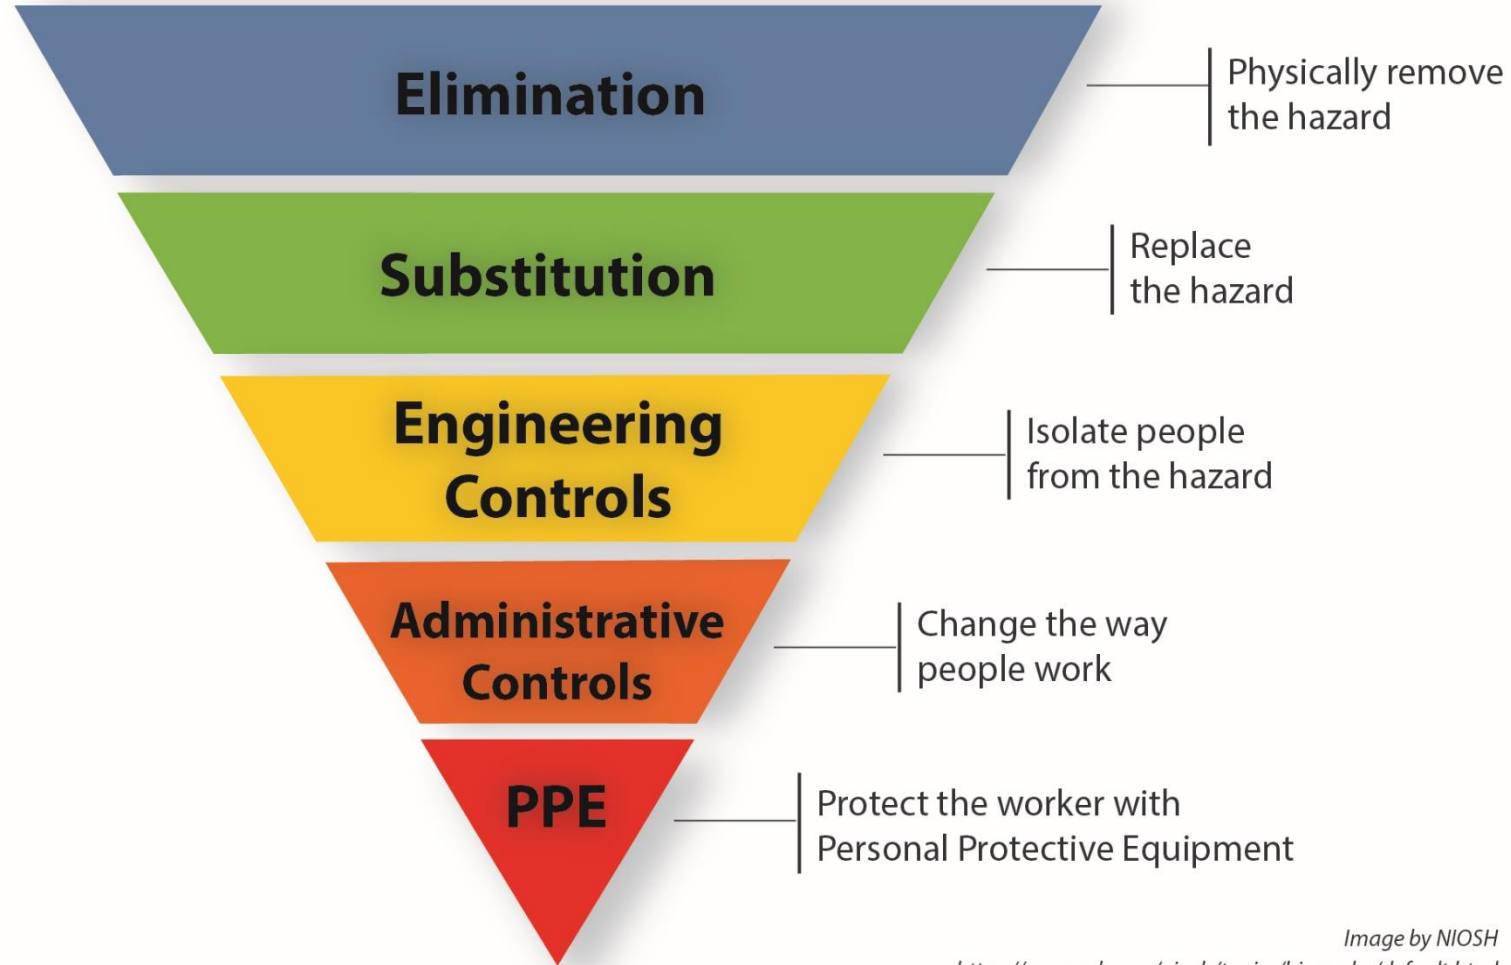 Elimination
Physically remove
the hazard
Substitution
Replace
the hazard
Engineering
Controls
Isolate people
from the hazard
Administrative
Controls
Change the way
people work
PPE
Protect the worker with
Personal Protective Equipment
Image by NIOSH